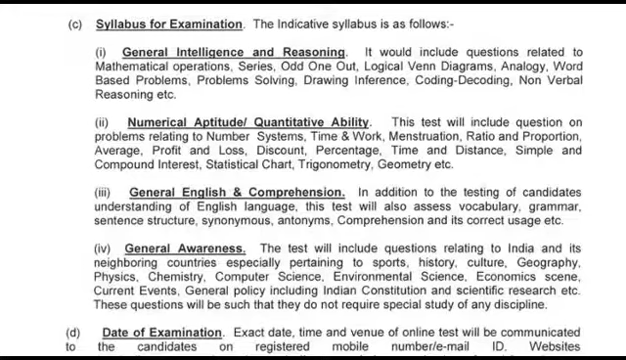 (c) Syllabus for Examination. The Indicative syllabus is as follows:-
(i) General Intelligence and Reasoning. It would include questions related to
Mathematical operations, Series, Odd One Out, Logical Venn Diagrams, Analogy, Word
Based Problems, Problems Solving, Drawing Inference, Coding-Decoding, Non Verbal
Reasoning etc.
(ii) Numerical Aptitude/ Quantitative Ability. This test will include question on
problems relating to Number Systems, Time & Work, Menstruation, Ratio and Proportion,
Average, Profit and Loss, Discount, Percentage, Time and Distance, Simple and
Compound Interest, Statistical Chart, Trigonometry, Geometry etc.
(iii) General English & Comprehension. In addition to the testing of candidates
understanding of English language, this test will also assess vocabulary, grammar,
sentence structure, synonymous, antonyms, Comprehension and its correct usage etc.
(iv) General Awareness. The test will include questions relating to India and its
neighboring countries especially pertaining to sports, history, culture, Geography,
Physics, Chemistry, Computer Science, Environmental Science, Economics scene,
Current Events, General policy including Indian Constitution and scientific research etc.
These questions will be such that they do not require special study of any discipline.
(d) Date of Examination. Exact date, time and venue of online test will be communicated
to the candidates on registered mobile number/e-mail ID. Websites